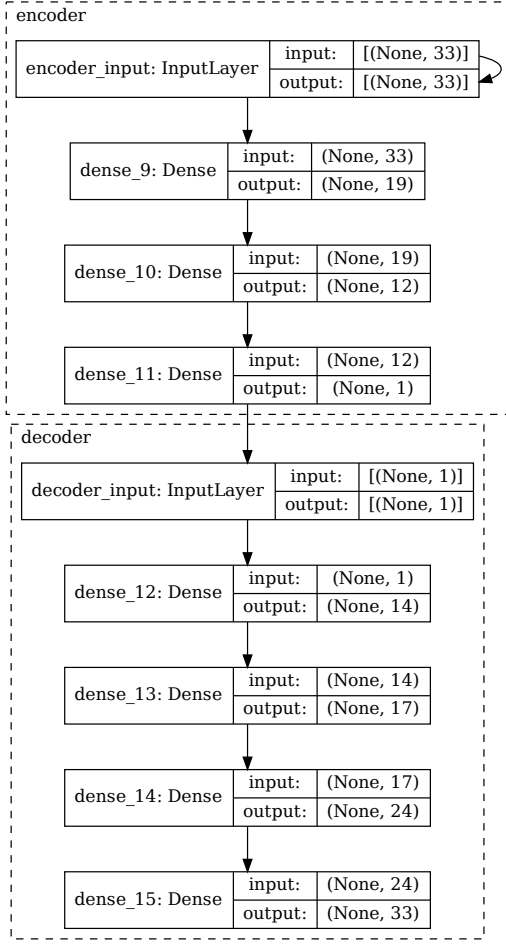 encoder
encoder_input: InputLayer
input: [(None, 33)]
output: [(None, 33)]
dense_9: Dense
input: (None, 33)
output: (None, 19)
dense_10: Dense
input: (None, 19)
output: (None, 12)
dense_11: Dense
input: (None, 12)
output: (None, 1)
decoder
decoder_input: InputLayer
input: [(None, 1)]
output: [(None, 1)]
dense_12: Dense
input: (None, 1)
output: (None, 14)
dense_13: Dense
input: (None, 14)
output: (None, 17)
dense_14: Dense
input: (None, 17)
output: (None, 24)
dense_15: Dense
input: (None, 24)
output: (None, 33)